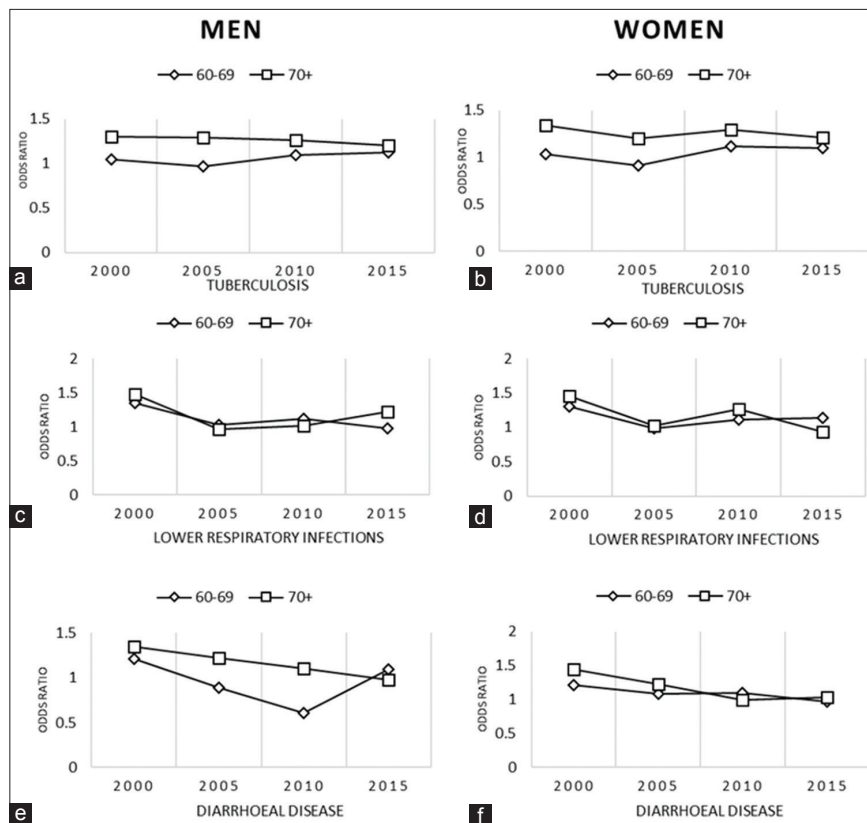 MEN
WOMEN
60-69 70+
ODDS RATIO
1.5
1
0.5
0
2000 2005 2010 2015
TUBERCULOSIS
a
60-69 70+
ODDS RATIO
1.5
1
0.5
0
2000 2005 2010 2015
TUBERCULOSIS
b
60-69 70+
ODDS RATIO
2
1.5
1
0.5
0
2000 2005 2010 2015
LOWER RESPIRATORY INFECTIONS
c
60-69 70+
ODDS RATIO
2
1.5
1
0.5
0
2000 2005 2010 2015
LOWER RESPIRATORY INFECTIONS
d
60-69 70+
ODDS RATIO
1.5
1
0.5
0
2000 2005 2010 2015
DIARRHOEAL DISEASE
e
60-69 70+
ODDS RATIO
2
1.5
1
0.5
0
2000 2005 2010 2015
DIARRHOEAL DISEASE
f